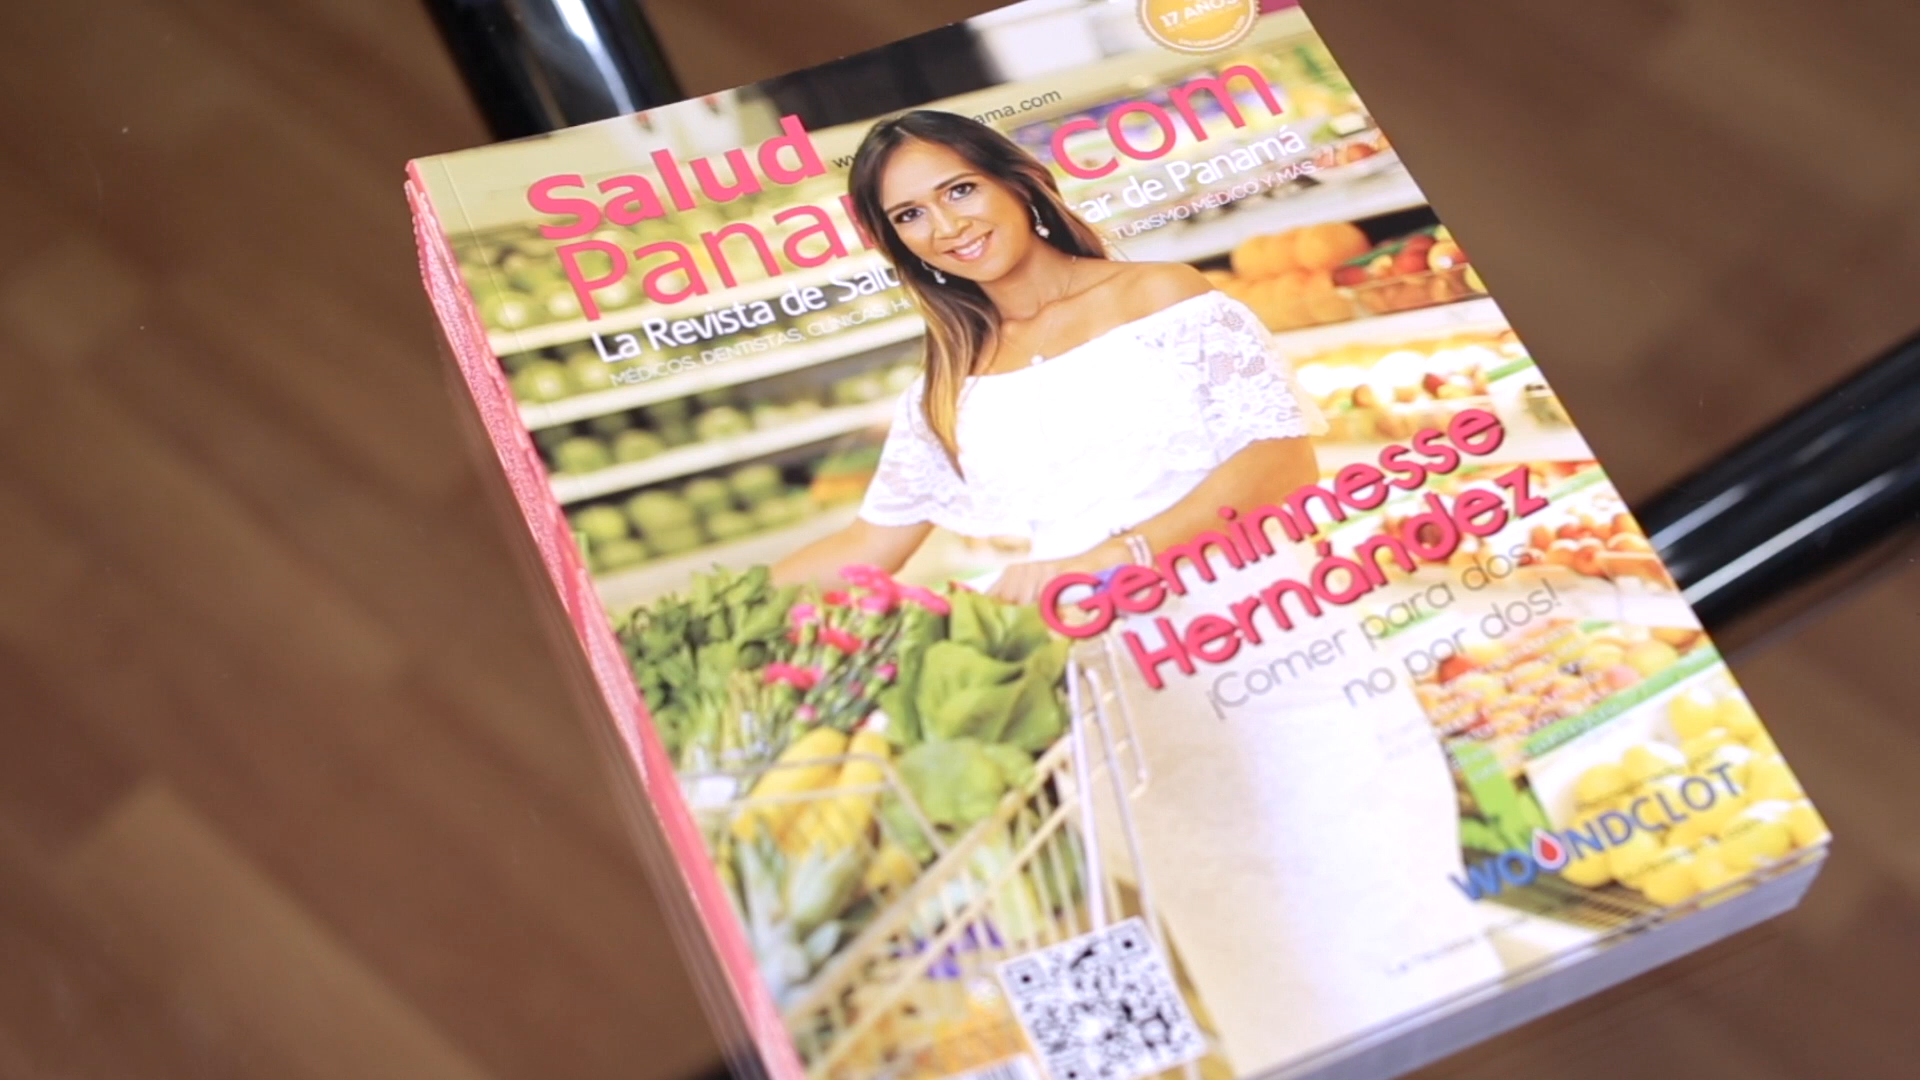 17 AÑOS
ama.com
Salud
Pana com
La Revista de Salu ar de Panamá
MÉDICOS, DENTISTAS, CLÍNICAS, H TURISMO MÉDICO Y MÁS...
Geminnesse
Hernández
¡Comer para dos,
no por dos!
WOUNDCLOT